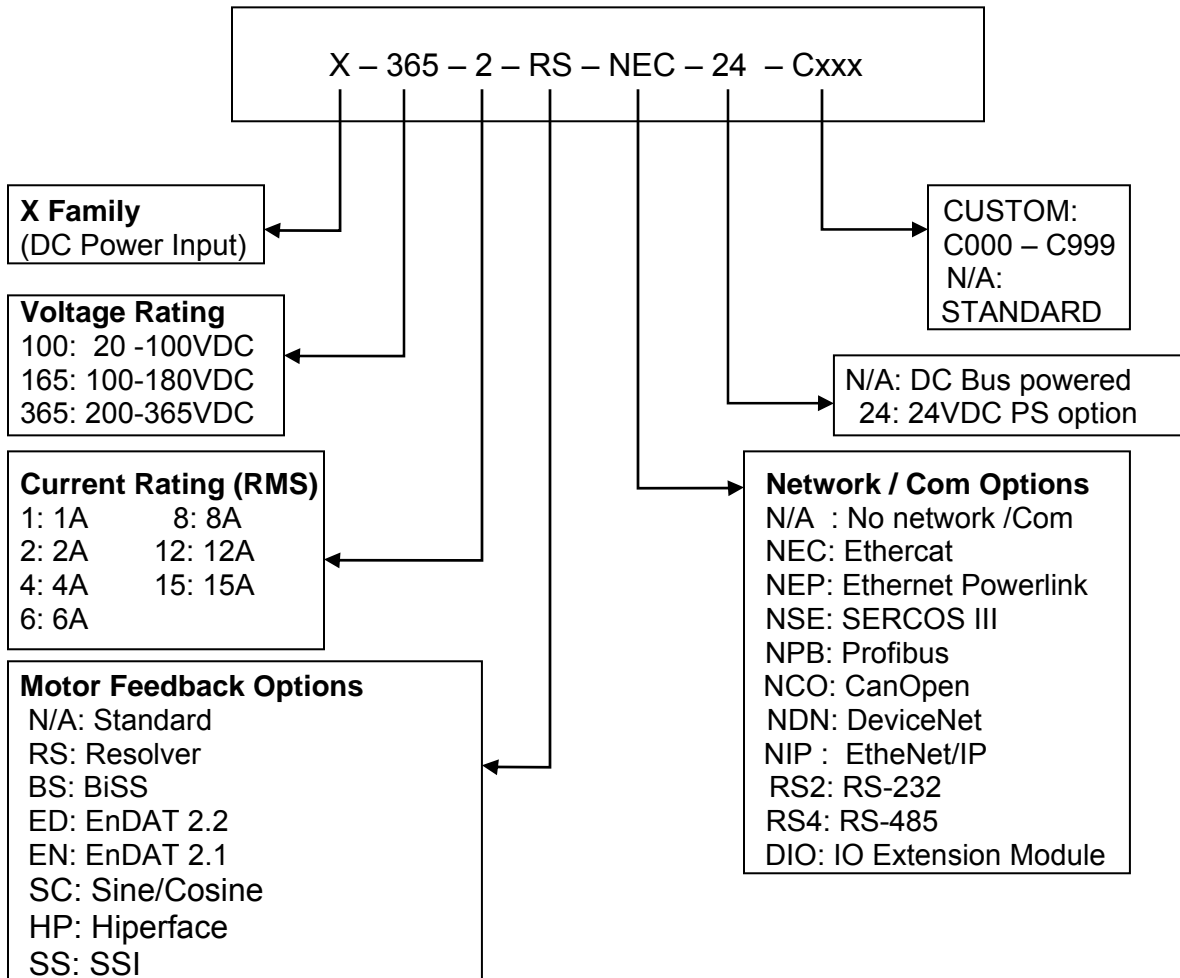 X – 365 – 2 – RS – NEC – 24 – Cxxx
X Family
(DC Power Input)
Voltage Rating
100: 20 -100VDC
165: 100-180VDC
365: 200-365VDC
Current Rating (RMS)
1: 1A 8: 8A
2: 2A 12: 12A
4: 4A 15: 15A
6: 6A
Motor Feedback Options
N/A: Standard
RS: Resolver
BS: BiSS
ED: EnDAT 2.2
EN: EnDAT 2.1
SC: Sine/Cosine
HP: Hiperface
SS: SSI
CUSTOM:
C000 – C999
N/A:
STANDARD
N/A: DC Bus powered
24: 24VDC PS option
Network / Com Options
N/A : No network /Com
NEC: Ethercat
NEP: Ethernet Powerlink
NSE: SERCOS III
NPB: Profibus
NCO: CanOpen
NDN: DeviceNet
NIP : EtheNet/IP
RS2: RS-232
RS4: RS-485
DIO: IO Extension Module